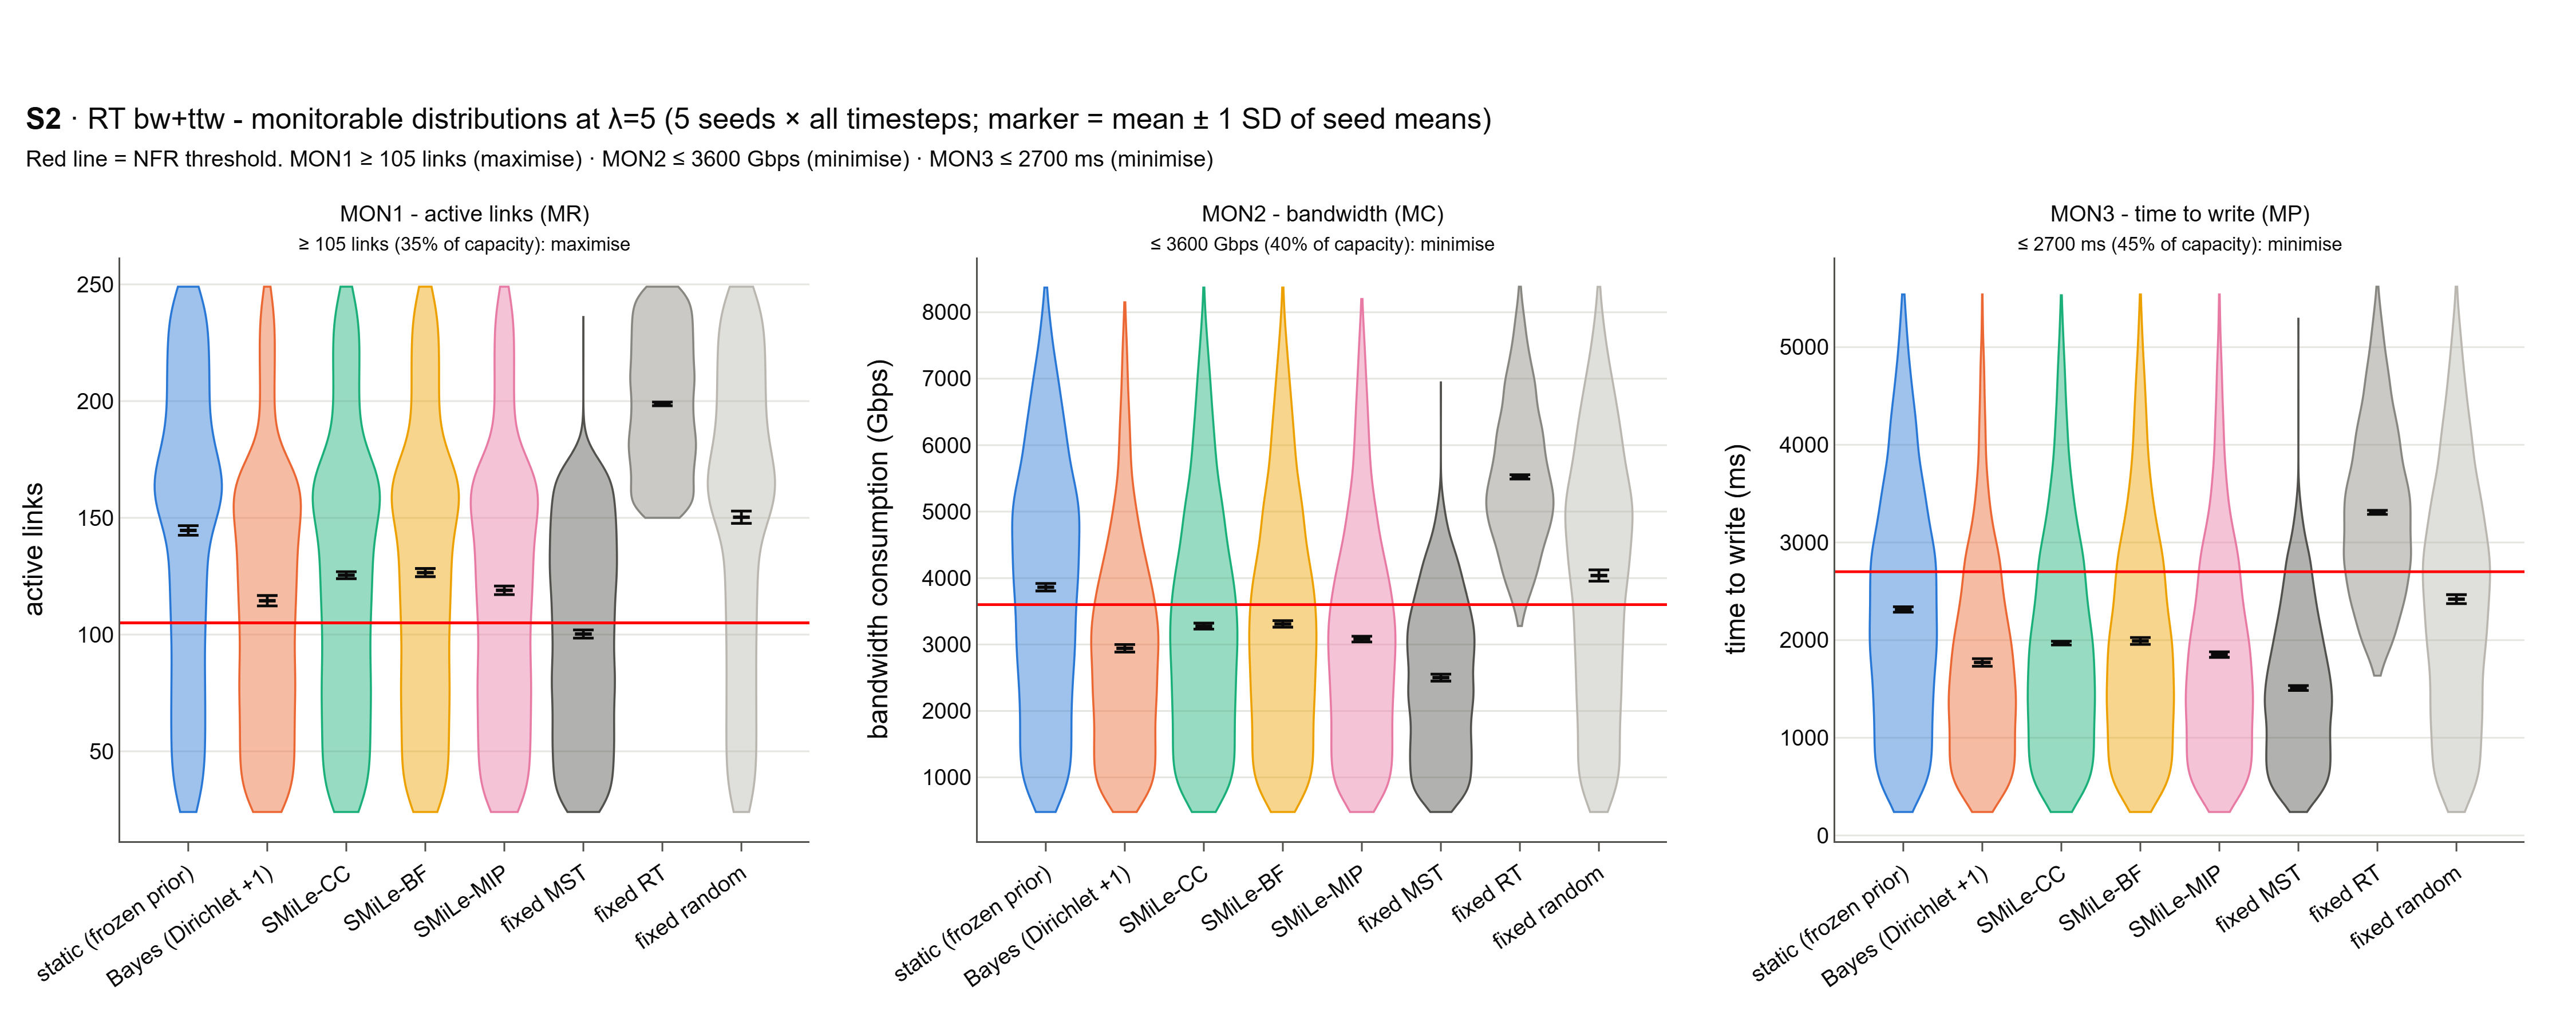 S2 · RT bw+ttw - monitorable distributions at λ=5 (5 seeds × all timesteps; marker = mean ± 1 SD of seed means)
Red line = NFR threshold. MON1 ≥ 105 links (maximise) · MON2 ≤ 3600 Gbps (minimise) · MON3 ≤ 2700 ms (minimise)
MON1 - active links (MR)
≥ 105 links (35% of capacity): maximise
active links
250
200
150
100
50
static (frozen prior)
Bayes (Dirichlet +1)
SMiLe-CC
SMiLe-BF
SMiLe-MIP
fixed MST
fixed RT
fixed random
MON2 - bandwidth (MC)
≤ 3600 Gbps (40% of capacity): minimise
bandwidth consumption (Gbps)
8000
7000
6000
5000
4000
3000
2000
1000
static (frozen prior)
Bayes (Dirichlet +1)
SMiLe-CC
SMiLe-BF
SMiLe-MIP
fixed MST
fixed RT
fixed random
MON3 - time to write (MP)
≤ 2700 ms (45% of capacity): minimise
time to write (ms)
5000
4000
3000
2000
1000
0
static (frozen prior)
Bayes (Dirichlet +1)
SMiLe-CC
SMiLe-BF
SMiLe-MIP
fixed MST
fixed RT
fixed random